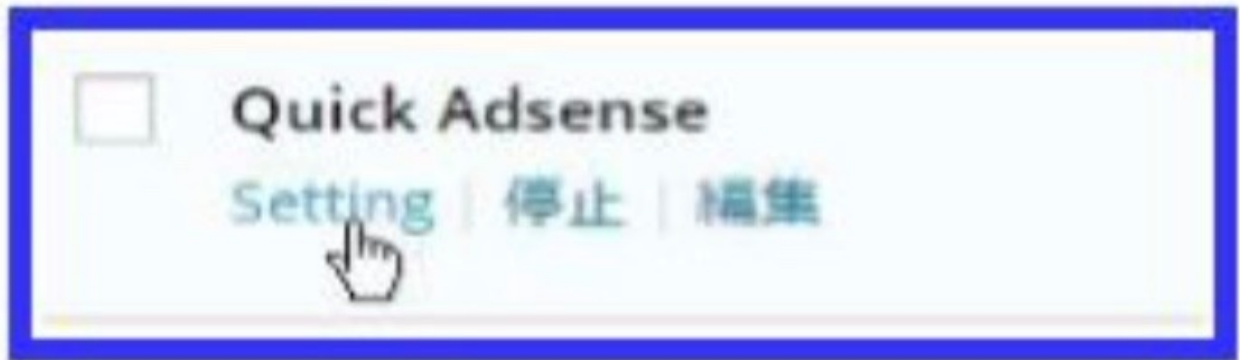 Quick Adsense
Setting | 停止 | 編集